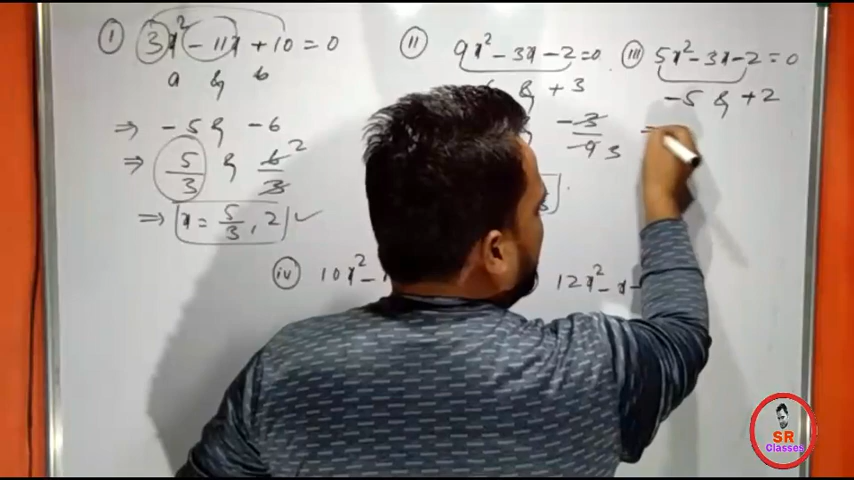 (i) 3x² - 11x + 10 = 0
a & b
⇒ -5 & -6
⇒ 5/3 & 6/3 2
⇒ x = 5/3, 2 ✓
(ii) 9x² - 3x - 2 = 0
& + 3
-3/-9 3
(iii) 5x² - 3x - 2 = 0
-5 & +2
(iv) 10x² -
12x² - x -
SR
Classes